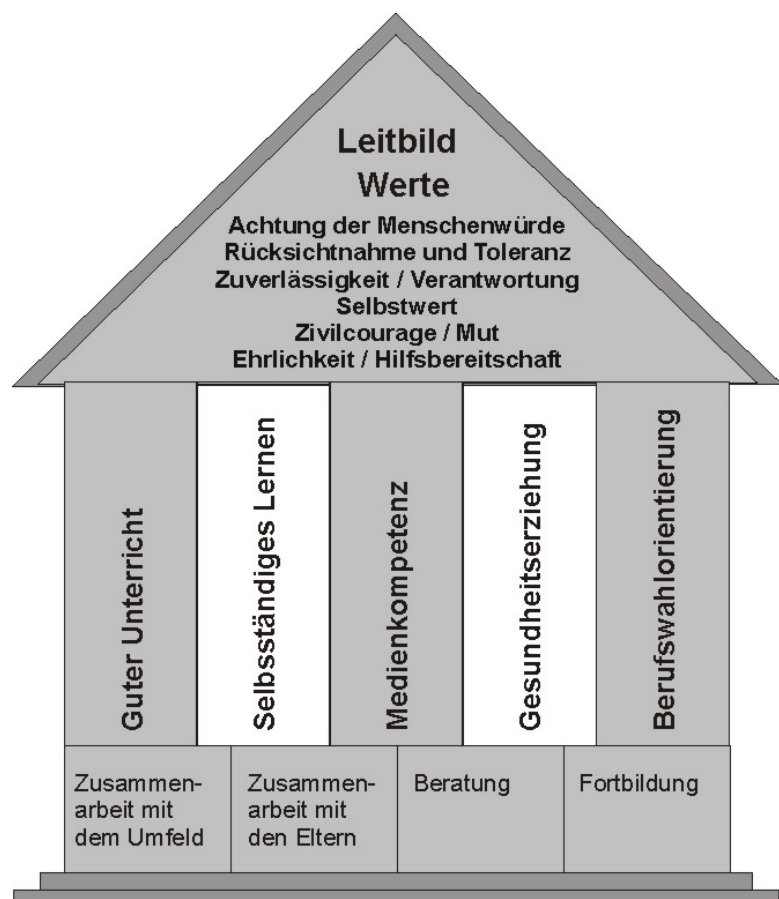 Leitbild
Werte
Achtung der Menschenwürde
Rücksichtnahme und Toleranz
Zuverlässigkeit / Verantwortung
Selbstwert
Zivilcourage / Mut
Ehrlichkeit / Hilfsbereitschaft
Guter Unterricht
Selbsständiges Lernen
Medienkompetenz
Gesundheitserziehung
Berufswahlorientierung
Zusammen-
arbeit mit
dem Umfeld
Zusammen-
arbeit mit
den Eltern
Beratung
Fortbildung